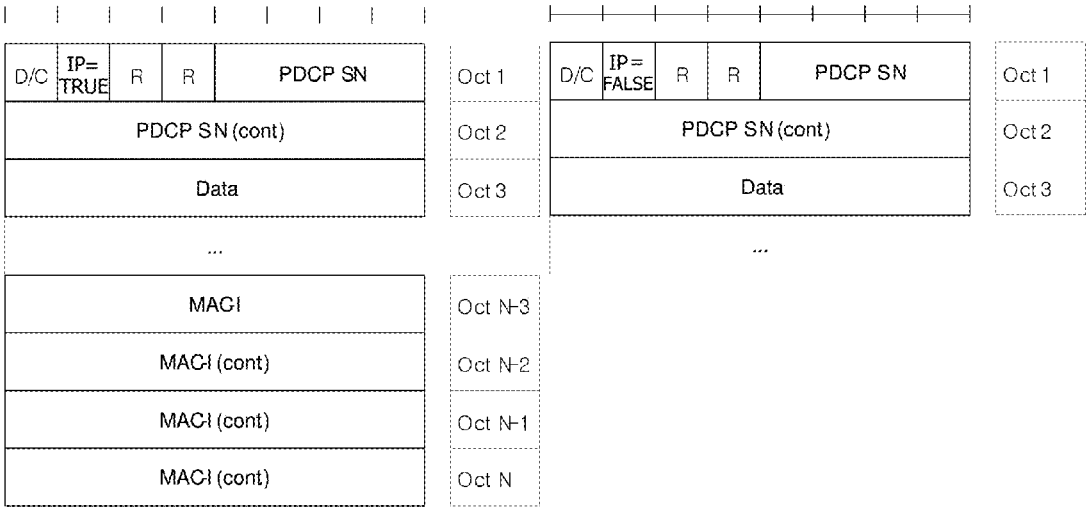 D/C IP= TRUE R R PDCP SN Oct 1
PDCP SN (cont) Oct 2
Data Oct 3
...
MAC-I Oct N-3
MAC-I (cont) Oct N-2
MAC-I (cont) Oct N-1
MAC-I (cont) Oct N
D/C IP= FALSE R R PDCP SN Oct 1
PDCP SN (cont) Oct 2
Data Oct 3
...